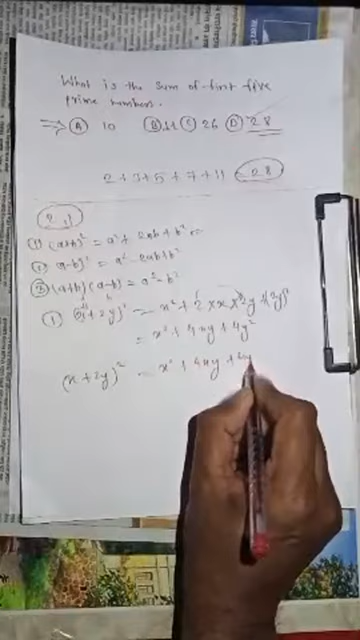 What is the sum of first five
prime numbers.
⇒ (A) 10 (B) 11 (C) 26 (D) 28
2+3+5+7+11 = 28
2.1
(1) (a+b)² = a² + 2ab + b² =
(2) (a-b)² = a² - 2ab + b²
(3) (a+b) (a-b) = a² - b²
(1) (x + 2y)² = x² + 2 × x × 2y + (2y)²
= x² + 4xy + 4y²
(x + 2y)² = x² + 4xy + 4y